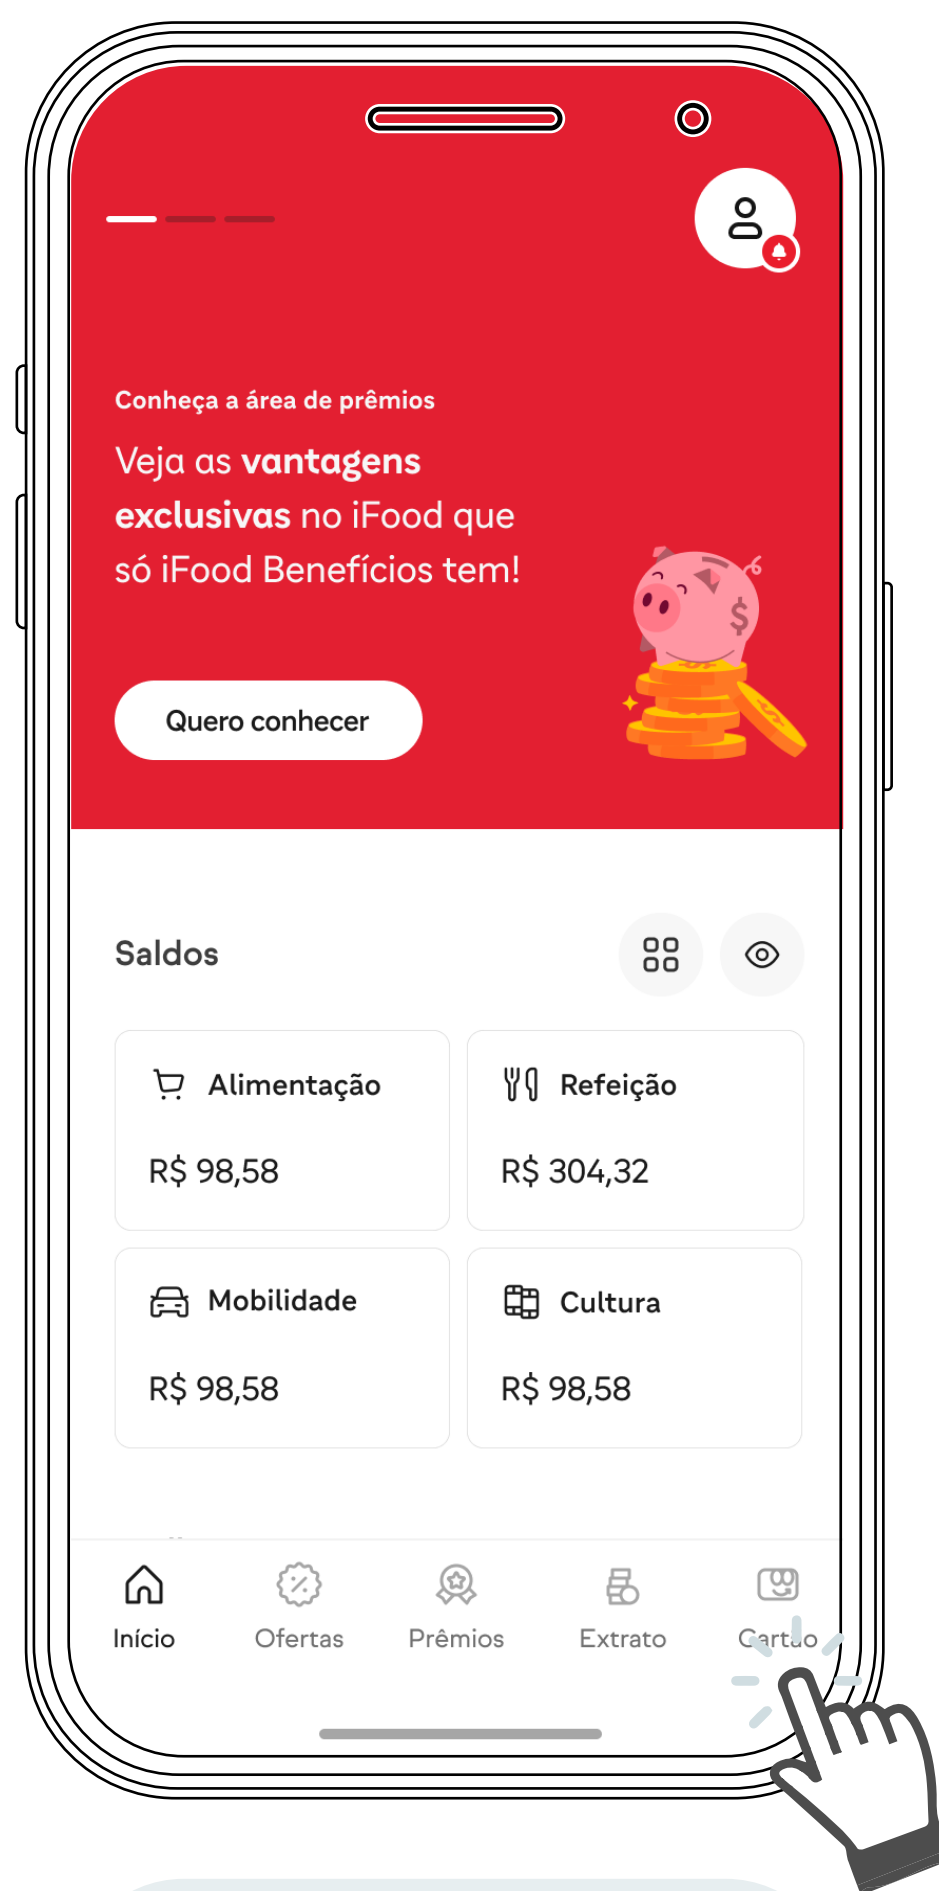 Conheça a área de prêmios
Veja as vantagens
exclusivas no iFood que
só iFood Benefícios tem!
Quero conhecer
Saldos
Alimentação
R$ 98,58
Refeição
R$ 304,32
Mobilidade
R$ 98,58
Cultura
R$ 98,58
Início
Ofertas
Prêmios
Extrato
Cartão